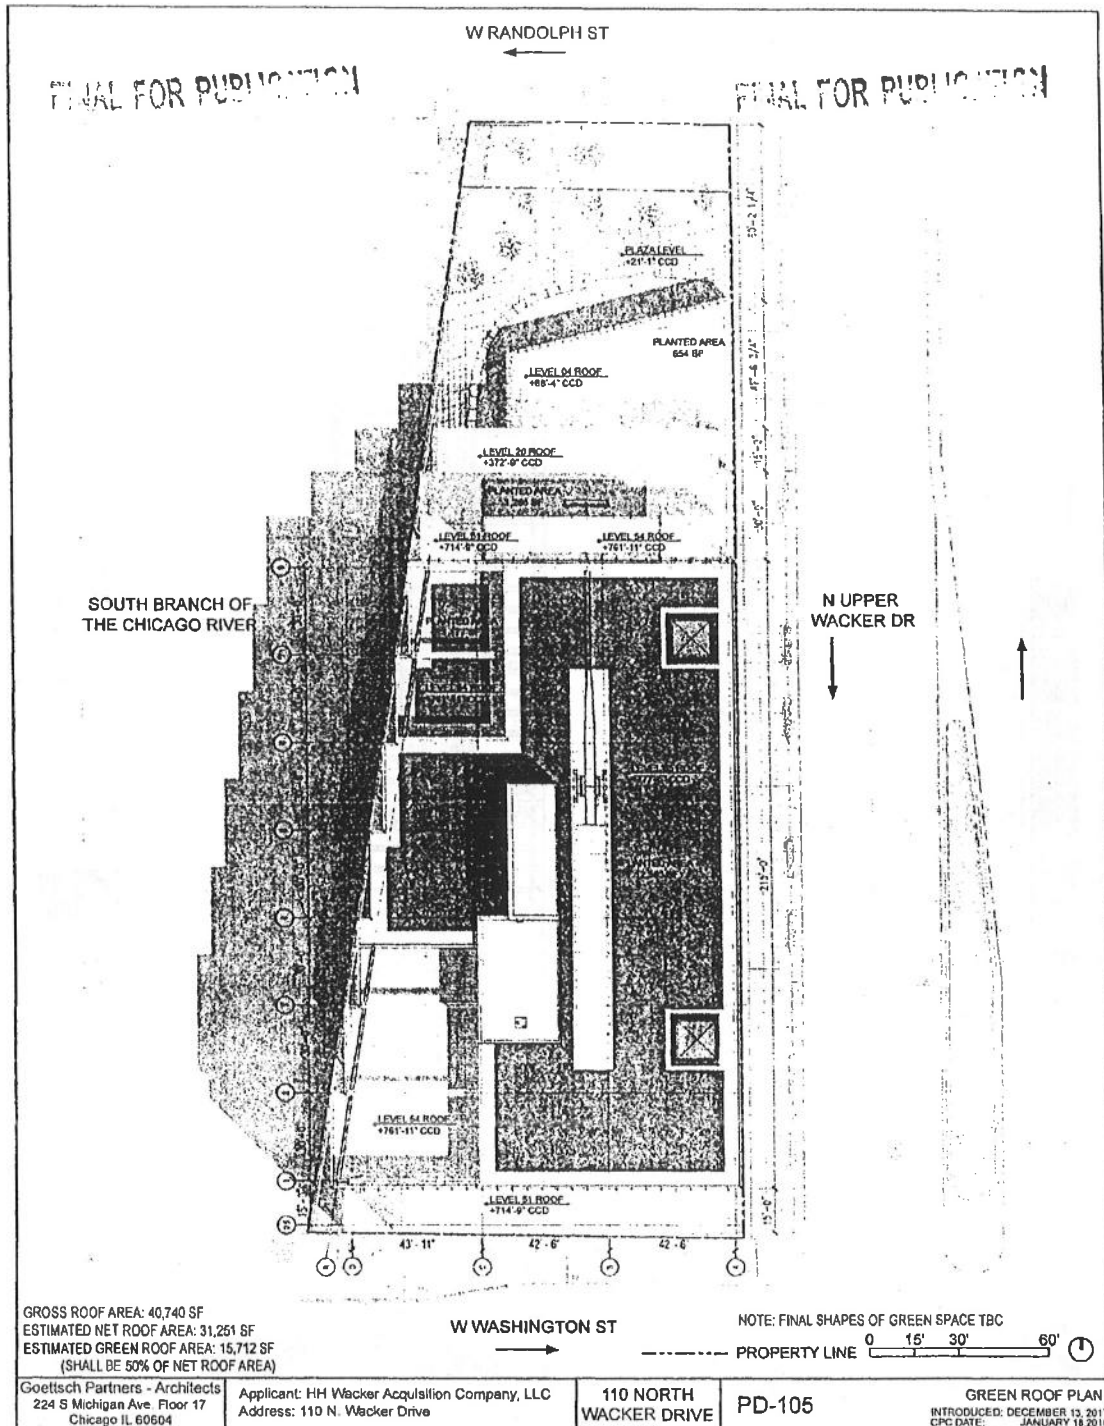 W RANDOLPH ST
FINAL FOR PUBLICATION
FINAL FOR PUBLICATION
PLAZA LEVEL
+21'-1" CCD
PLANTED AREA
654 SF
LEVEL 04 ROOF
+68'-4" CCD
LEVEL 20 ROOF
+372'-9" CCD
PLANTED AREA
LEVEL 51 ROOF
+714'-9" CCD
LEVEL 54 ROOF
+761'-11" CCD
SOUTH BRANCH OF
THE CHICAGO RIVER
N UPPER
WACKER DR
PLANTED AREA
212'-0"
LEVEL 54 ROOF
+761'-11" CCD
LEVEL 51 ROOF
+714'-9" CCD
15'-0"
43'-11"
42'-6"
42'-6"
GROSS ROOF AREA: 40,740 SF
ESTIMATED NET ROOF AREA: 31,251 SF
ESTIMATED GREEN ROOF AREA: 15,712 SF
(SHALL BE 50% OF NET ROOF AREA)
W WASHINGTON ST
NOTE: FINAL SHAPES OF GREEN SPACE TBC
PROPERTY LINE
0 15' 30' 60'
Goettsch Partners - Architects
224 S Michigan Ave. Floor 17
Chicago IL 60604
Applicant: HH Wacker Acquisition Company, LLC
Address: 110 N. Wacker Drive
110 NORTH
WACKER DRIVE
PD-105
GREEN ROOF PLAN
INTRODUCED: DECEMBER 13, 201
CPC DATE: JANUARY 18 201